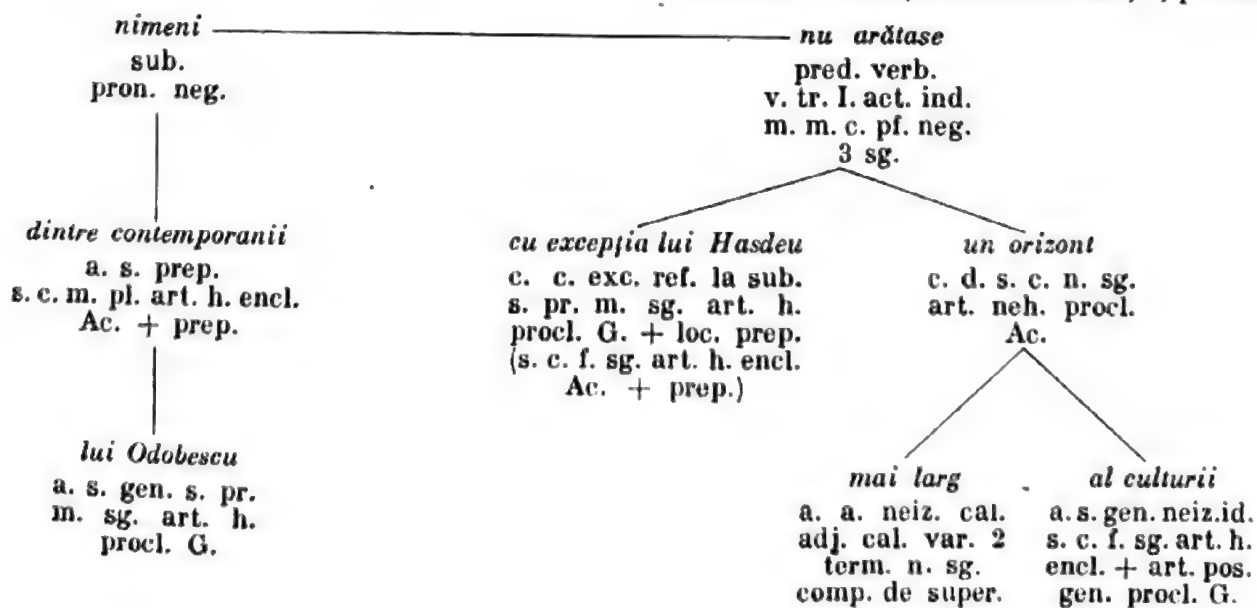 nimeni
sub.
pron. neg.
nu arătase
pred. verb.
v. tr. I. act. ind.
m. m. c. pf. neg.
3 sg.
dintre contemporanii
a. s. prep.
s. c. m. pl. art. h. encl.
Ac. + prep.
cu excepția lui Hasdeu
c. c. exc. ref. la sub.
s. pr. m. sg. art. h.
procl. G. + loc. prep.
(s. c. f. sg. art. h. encl.
Ac. + prep.)
un orizont
c. d. s. c. n. sg.
art. neh. procl.
Ac.
lui Odobescu
a. s. gen. s. pr.
m. sg. art. h.
procl. G.
mai larg
a. a. neiz. cal.
adj. cal. var. 2
term. n. sg.
comp. de super.
al culturii
a. s. gen. neiz. id.
s. c. f. sg. art. h.
encl. + art. pos.
gen. procl. G.